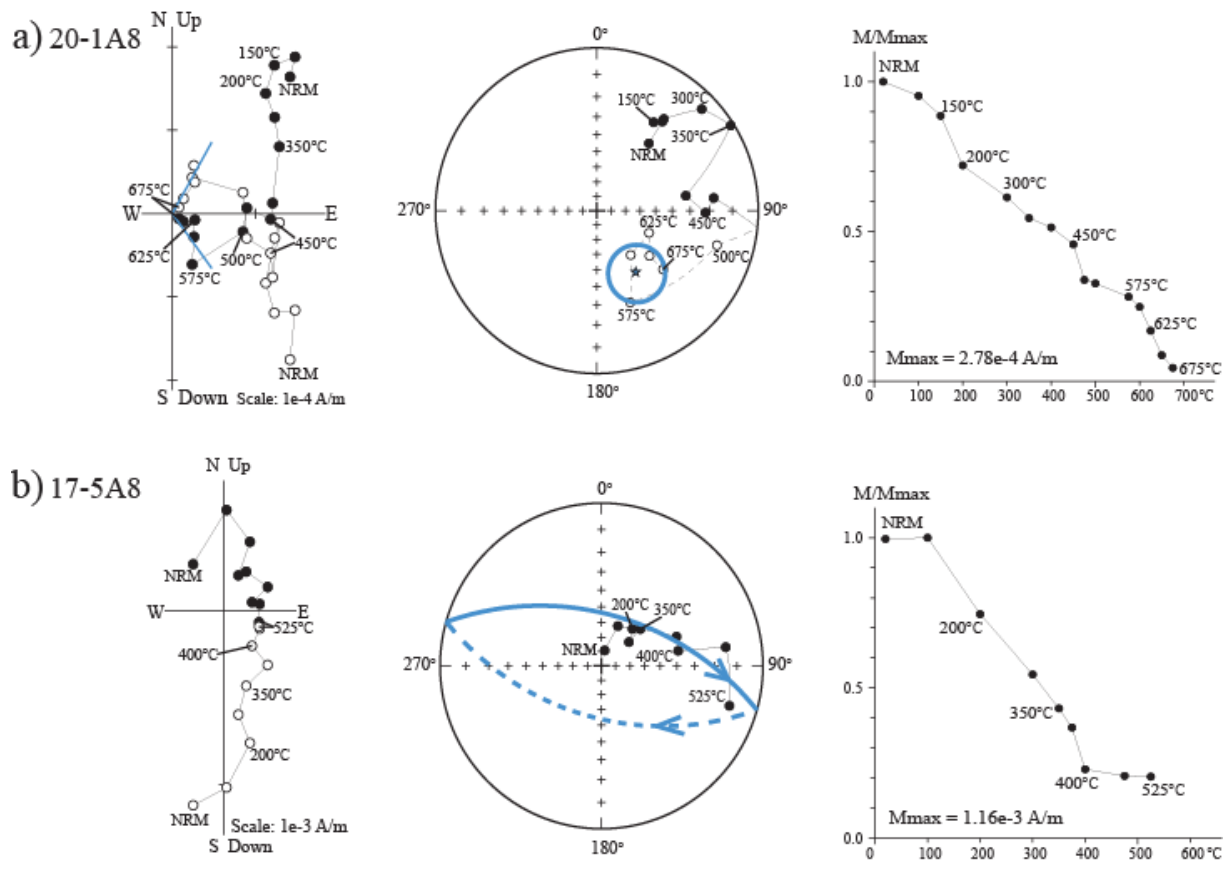 a) 20-1A8
N Up
150°C
200°C
NRM
350°C
675°C
W
E
450°C
625°C
500°C
575°C
NRM
S Down Scale: 1e-4 A/m
0°
150°C
300°C
350°C
NRM
270°
90°
625°C
450°C
675°C
500°C
575°C
180°
M/Mmax
NRM
1.0
150°C
200°C
300°C
450°C
0.5
575°C
625°C
Mmax = 2.78e-4 A/m
675°C
0.0
0 100 200 300 400 500 600 700°C
b) 17-5A8
N Up
NRM
W
E
525°C
400°C
350°C
200°C
NRM
Scale: 1e-3 A/m
S Down
0°
200°C
350°C
NRM
400°C
270°
90°
525°C
180°
M/Mmax
NRM
1.0
200°C
0.5
350°C
400°C
525°C
Mmax = 1.16e-3 A/m
0.0
0 100 200 300 400 500 600°C